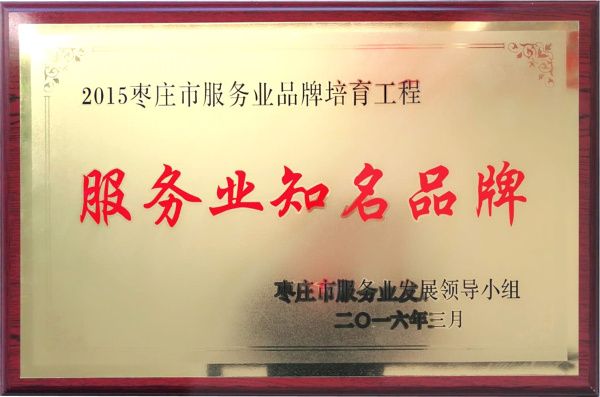 2015枣庄市服务业品牌培育工程
服务业知名品牌
枣庄市服务业发展领导小组
二〇一六年三月